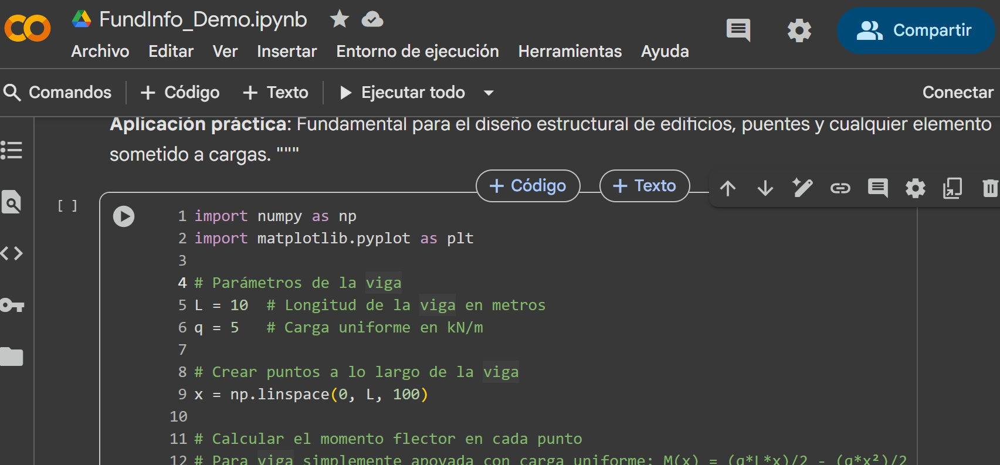 FundInfo_Demo.ipynb
Archivo Editar Ver Insertar Entorno de ejecución Herramientas Ayuda
Compartir
Comandos + Código + Texto Ejecutar todo Conectar
Aplicación práctica: Fundamental para el diseño estructural de edificios, puentes y cualquier elemento
sometido a cargas. """
+ Código + Texto
[ ]
1 import numpy as np
2 import matplotlib.pyplot as plt
3
4 # Parámetros de la viga
5 L = 10  # Longitud de la viga en metros
6 q = 5   # Carga uniforme en kN/m
7
8 # Crear puntos a lo largo de la viga
9 x = np.linspace(0, L, 100)
10
11 # Calcular el momento flector en cada punto
12 # Para viga simplemente apoyada con carga uniforme: M(x) = (q*L*x)/2 - (q*x²)/2